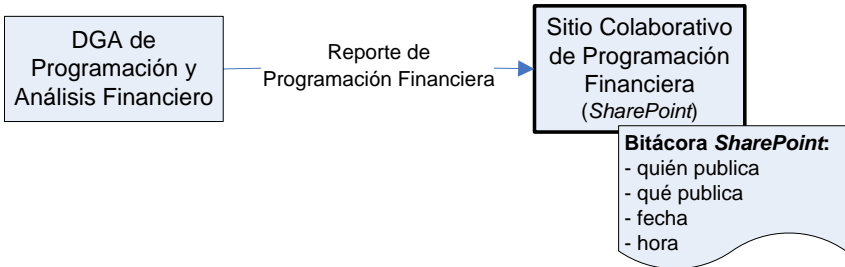 DGA de
Programación y
Análisis Financiero
Reporte de
Programación Financiera
Sitio Colaborativo
de Programación
Financiera
(SharePoint)
Bitácora SharePoint:
- quién publica
- qué publica
- fecha
- hora